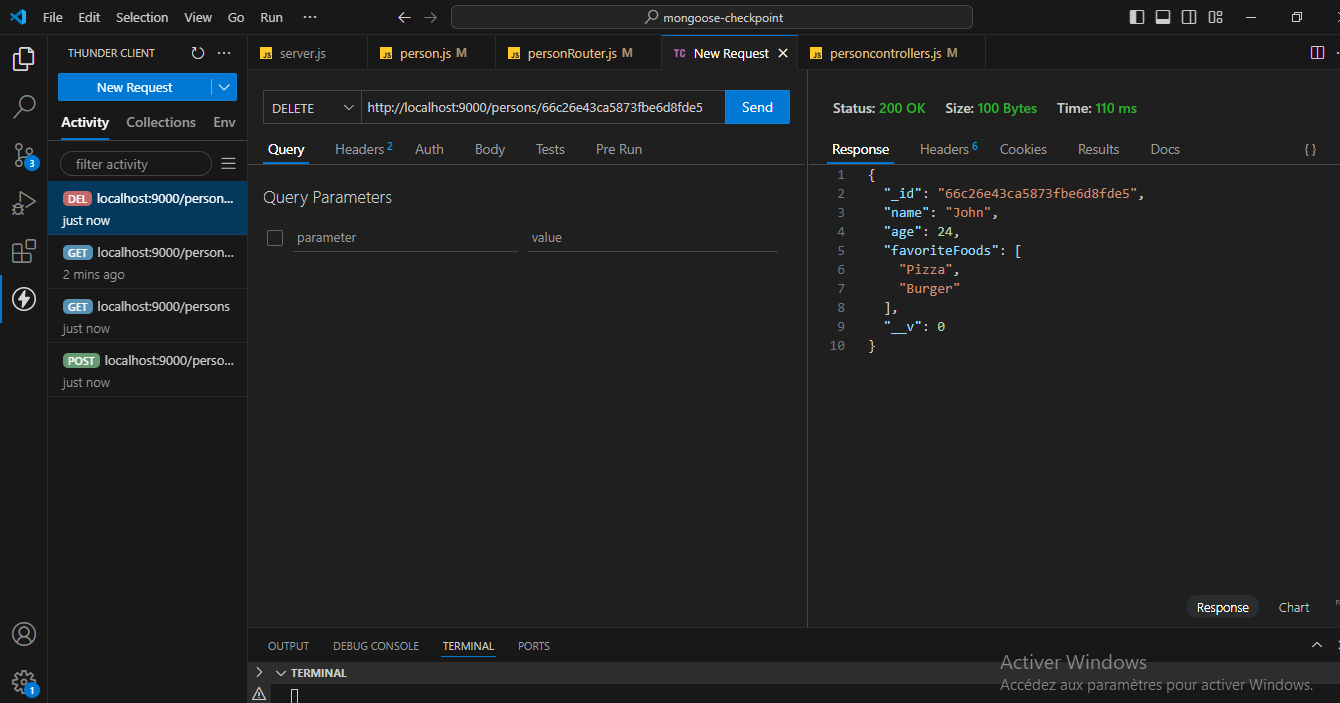 File Edit Selection View Go Run ···
mongoose-checkpoint
THUNDER CLIENT
New Request
Activity Collections Env
filter activity
DEL localhost:9000/person...
just now
GET localhost:9000/person...
2 mins ago
GET localhost:9000/persons
just now
POST localhost:9000/perso...
just now
3
1
JS server.js
JS person.js M
JS personRouter.js M
TC New Request
JS personcontrollers.js M
DELETE http://localhost:9000/persons/66c26e43ca5873fbe6d8fde5 Send
Query Headers 2 Auth Body Tests Pre Run
Query Parameters
parameter value
Status: 200 OK Size: 100 Bytes Time: 110 ms
Response Headers 6 Cookies Results Docs { }
1 {
2 "_id": "66c26e43ca5873fbe6d8fde5",
3 "name": "John",
4 "age": 24,
5 "favoriteFoods": [
6 "Pizza",
7 "Burger"
8 ],
9 "__v": 0
10 }
Response Chart
OUTPUT DEBUG CONSOLE TERMINAL PORTS
TERMINAL
Activer Windows
Accédez aux paramètres pour activer Windows.